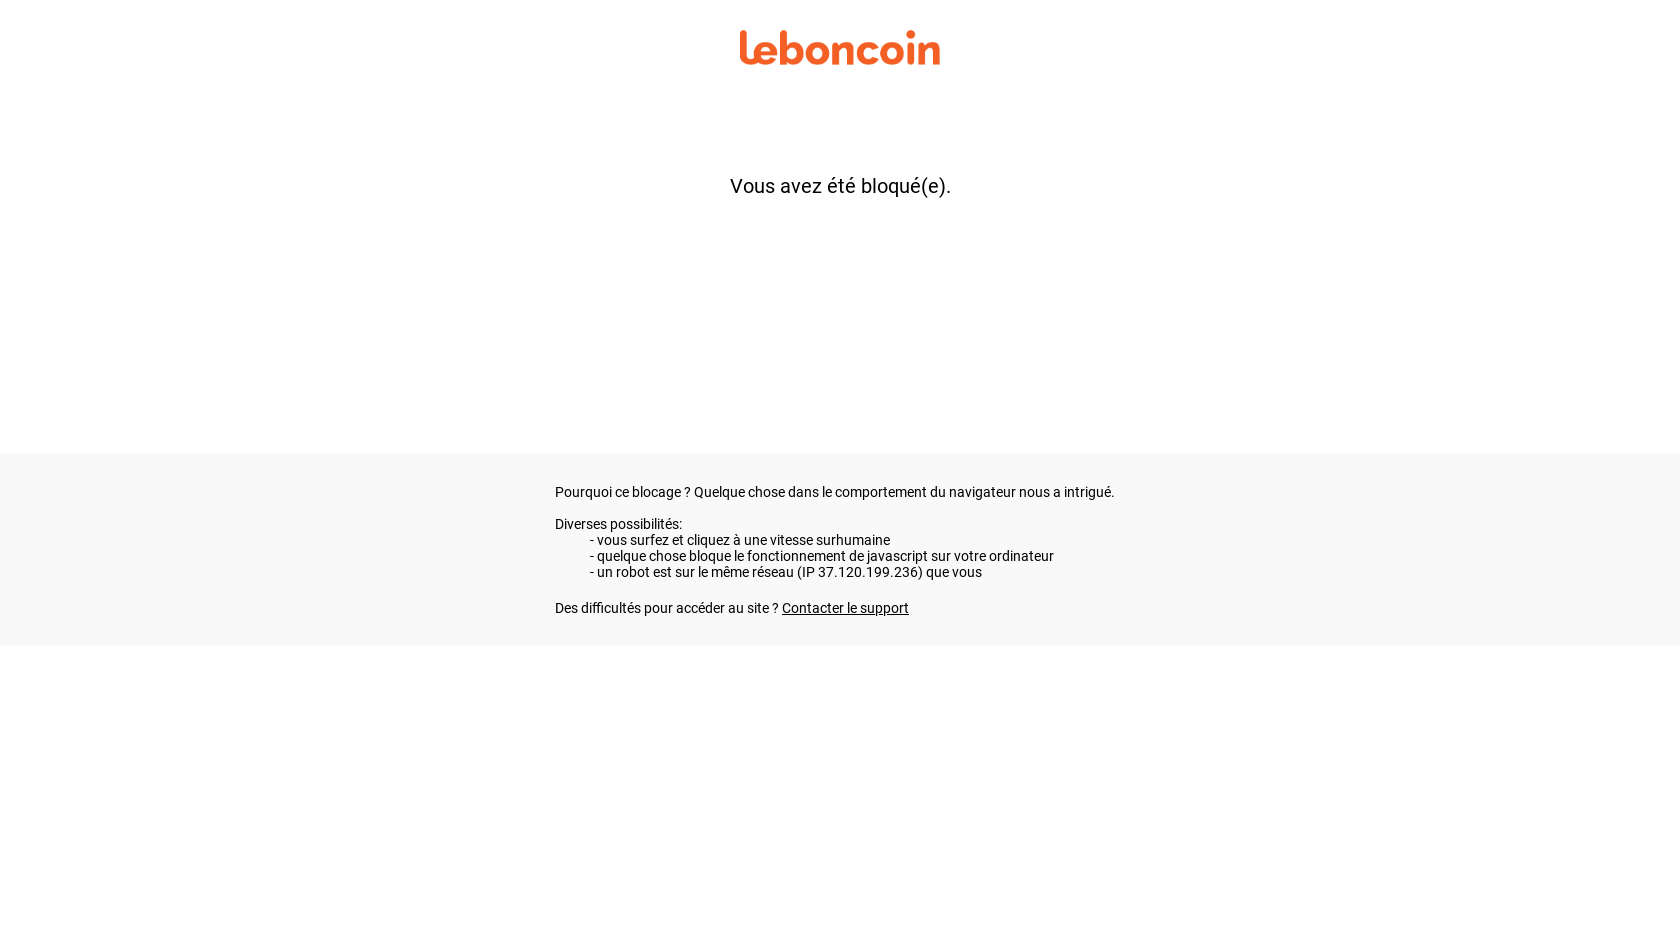 leboncoin
Vous avez été bloqué(e).
Pourquoi ce blocage ? Quelque chose dans le comportement du navigateur nous a intrigué.
Diverses possibilités:
- vous surfez et cliquez à une vitesse surhumaine
- quelque chose bloque le fonctionnement de javascript sur votre ordinateur
- un robot est sur le même réseau (IP 37.120.199.236) que vous
Des difficultés pour accéder au site ? Contacter le support